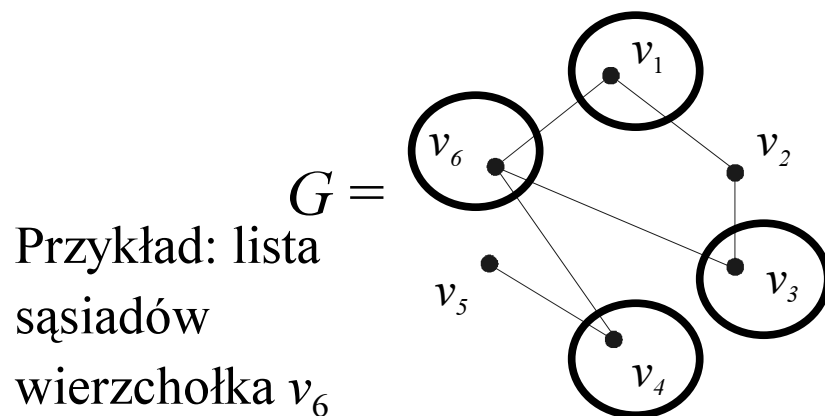 v₁
v₆
v₂
G =
Przykład: lista
sąsiadów
wierzchołka v₆
v₅
v₃
v₄